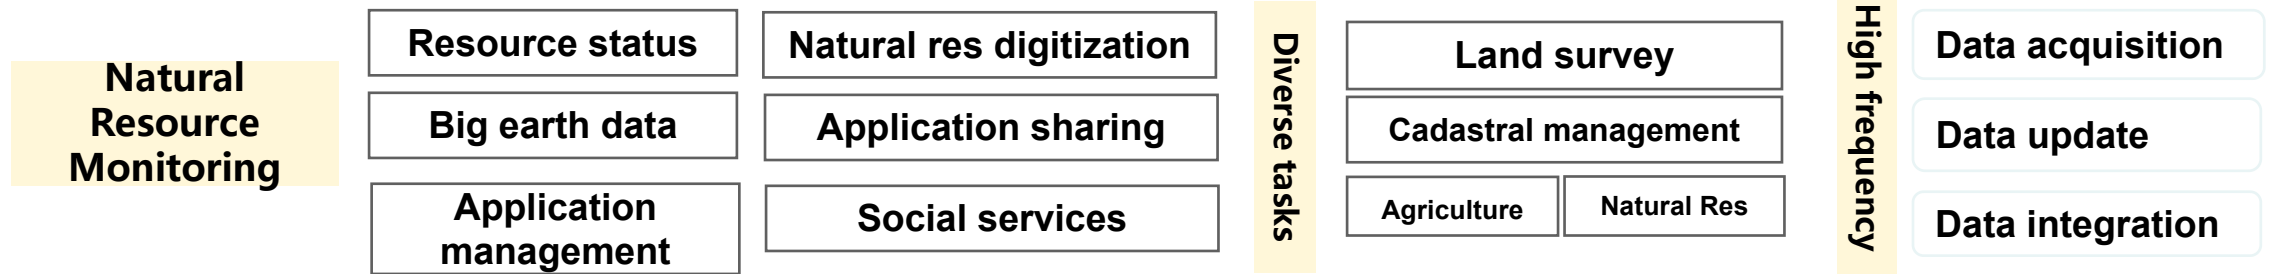 Natural
Resource
Monitoring
Resource status
Big earth data
Application
management
Natural res digitization
Application sharing
Social services
Diverse tasks
Land survey
Cadastral management
Agriculture
Natural Res
High frequency
Data acquisition
Data update
Data integration